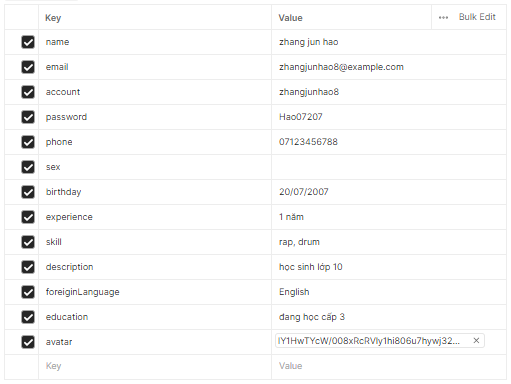 Key Value ••• Bulk Edit
name zhang jun hao
email zhangjunhao8@example.com
account zhangjunhao8
password Hao07207
phone 07123456788
sex
birthday 20/07/2007
experience 1 năm
skill rap, drum
description học sinh lớp 10
foreiginLanguage English
education đang học cấp 3
avatar IY1HwTYcW/008xRcRVly1hi806u7hywj32...
Key Value